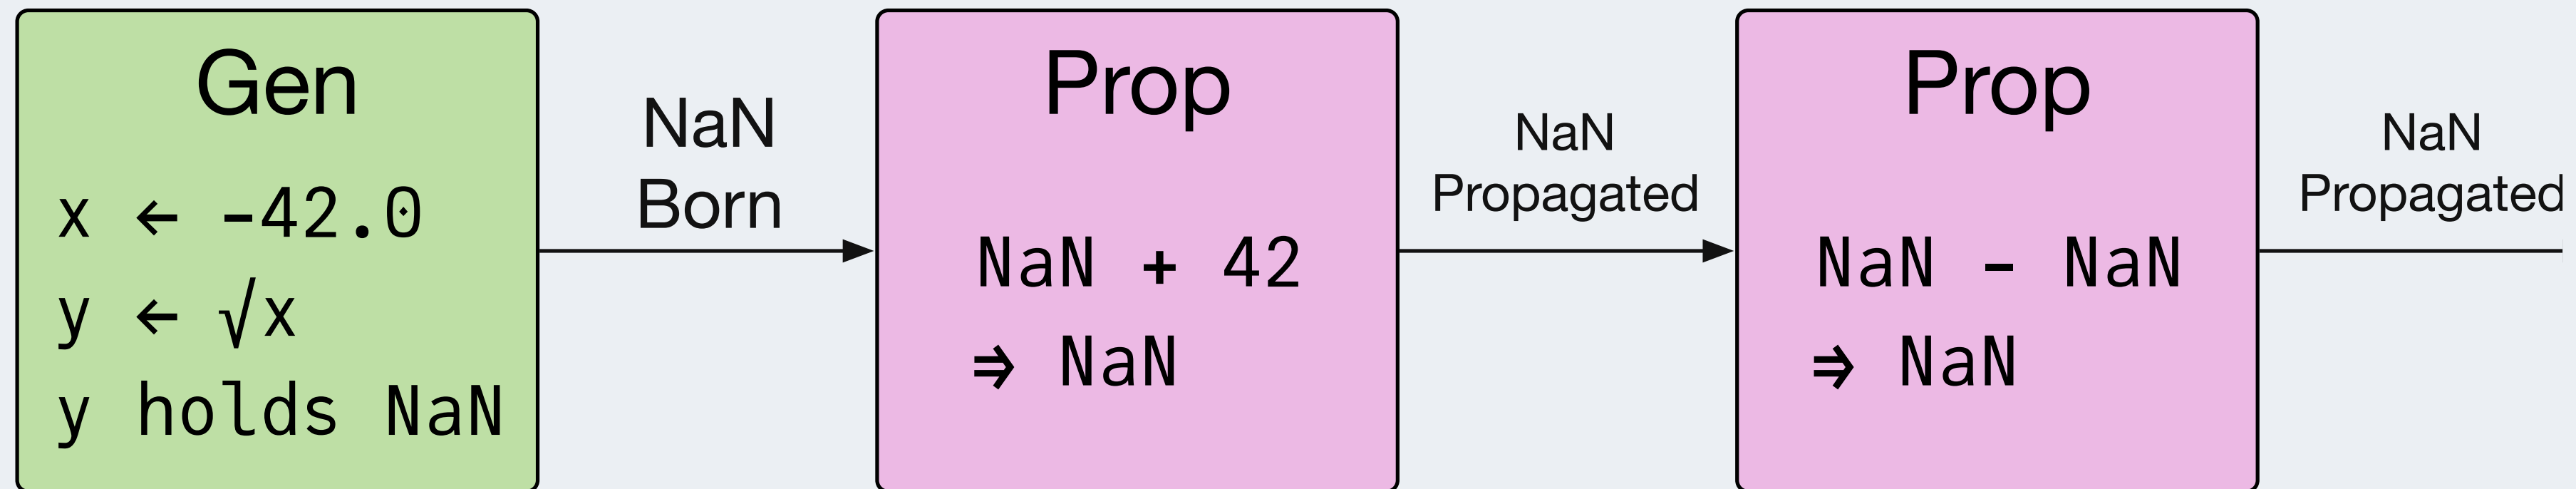 Gen
x ← -42.0
y ← √x
y holds NaN
NaN
Born
Prop
NaN + 42
⇒ NaN
NaN
Propagated
Prop
NaN - NaN
⇒ NaN
NaN
Propagated